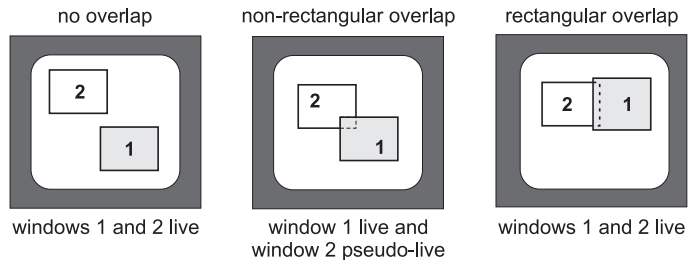 no overlap
non-rectangular overlap
rectangular overlap
2
1
2
1
2
1
windows 1 and 2 live
window 1 live and
window 2 pseudo-live
windows 1 and 2 live